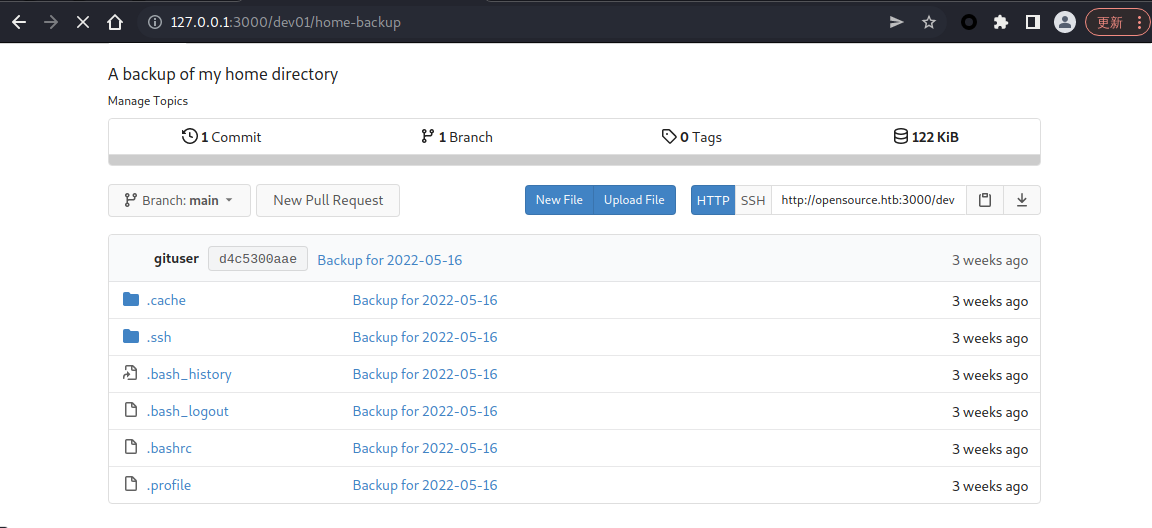 127.0.0.1:3000/dev01/home-backup 更新
A backup of my home directory
Manage Topics
1 Commit 1 Branch 0 Tags 122 KiB
Branch: main New Pull Request New File Upload File HTTP SSH http://opensource.htb:3000/dev
gituser d4c5300aae Backup for 2022-05-16 3 weeks ago
.cache Backup for 2022-05-16 3 weeks ago
.ssh Backup for 2022-05-16 3 weeks ago
.bash_history Backup for 2022-05-16 3 weeks ago
.bash_logout Backup for 2022-05-16 3 weeks ago
.bashrc Backup for 2022-05-16 3 weeks ago
.profile Backup for 2022-05-16 3 weeks ago